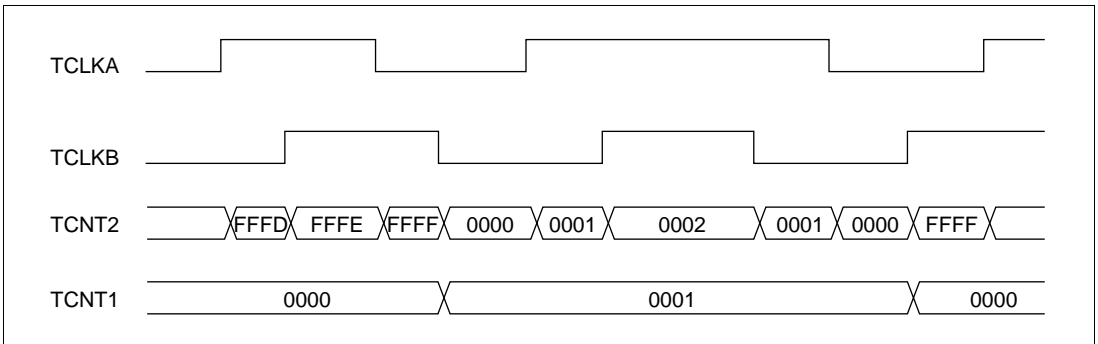 TCLKA
TCLKB
TCNT2 FFFD FFFE FFFF 0000 0001 0002 0001 0000 FFFF
TCNT1 0000 0001 0000